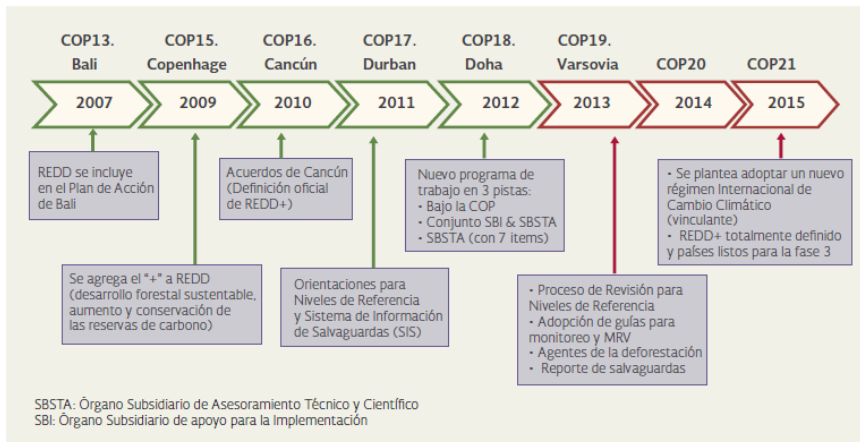 COP13.
Bali
COP15.
Copenhage
COP16.
Cancún
COP17.
Durban
COP18.
Doha
COP19.
Varsovia
COP20
COP21
2007
2009
2010
2011
2012
2013
2014
2015
REDD se incluye
en el Plan de Acción
de Bali
Acuerdos de Cancún
(Definición oficial
de REDD+)
Nuevo programa de
trabajo en 3 pistas:
• Bajo la COP
• Conjunto SBI & SBSTA
• SBSTA (con 7 items)
• Se plantea adoptar un nuevo
régimen Internacional de
Cambio Climático
(vinculante)
• REDD+ totalmente definido
y países listos para la fase 3
Se agrega el “+” a REDD
(desarrollo forestal sustentable,
aumento y conservación de
las reservas de carbono)
Orientaciones para
Niveles de Referencia
y Sistema de Información
de Salvaguardas (SIS)
• Proceso de Revisión para
Niveles de Referencia
• Adopción de guías para
monitoreo y MRV
• Agentes de la deforestación
• Reporte de salvaguardas
SBSTA: Órgano Subsidiario de Asesoramiento Técnico y Científico
SBI: Órgano Subsidiario de apoyo para la Implementación